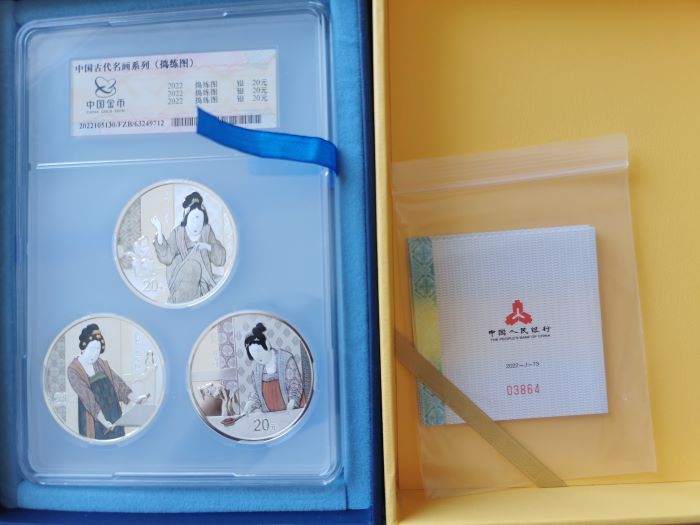 中国古代名画系列（捣练图）
2022 捣练图 银 20元
2022 捣练图 银 20元
2022 捣练图 银 20元
中国金币
CHINA GOLD COIN
2022105130/FZB/63249712
20元
20元
中国人民银行
THE PEOPLE'S BANK OF CHINA
2022—J—73
03864